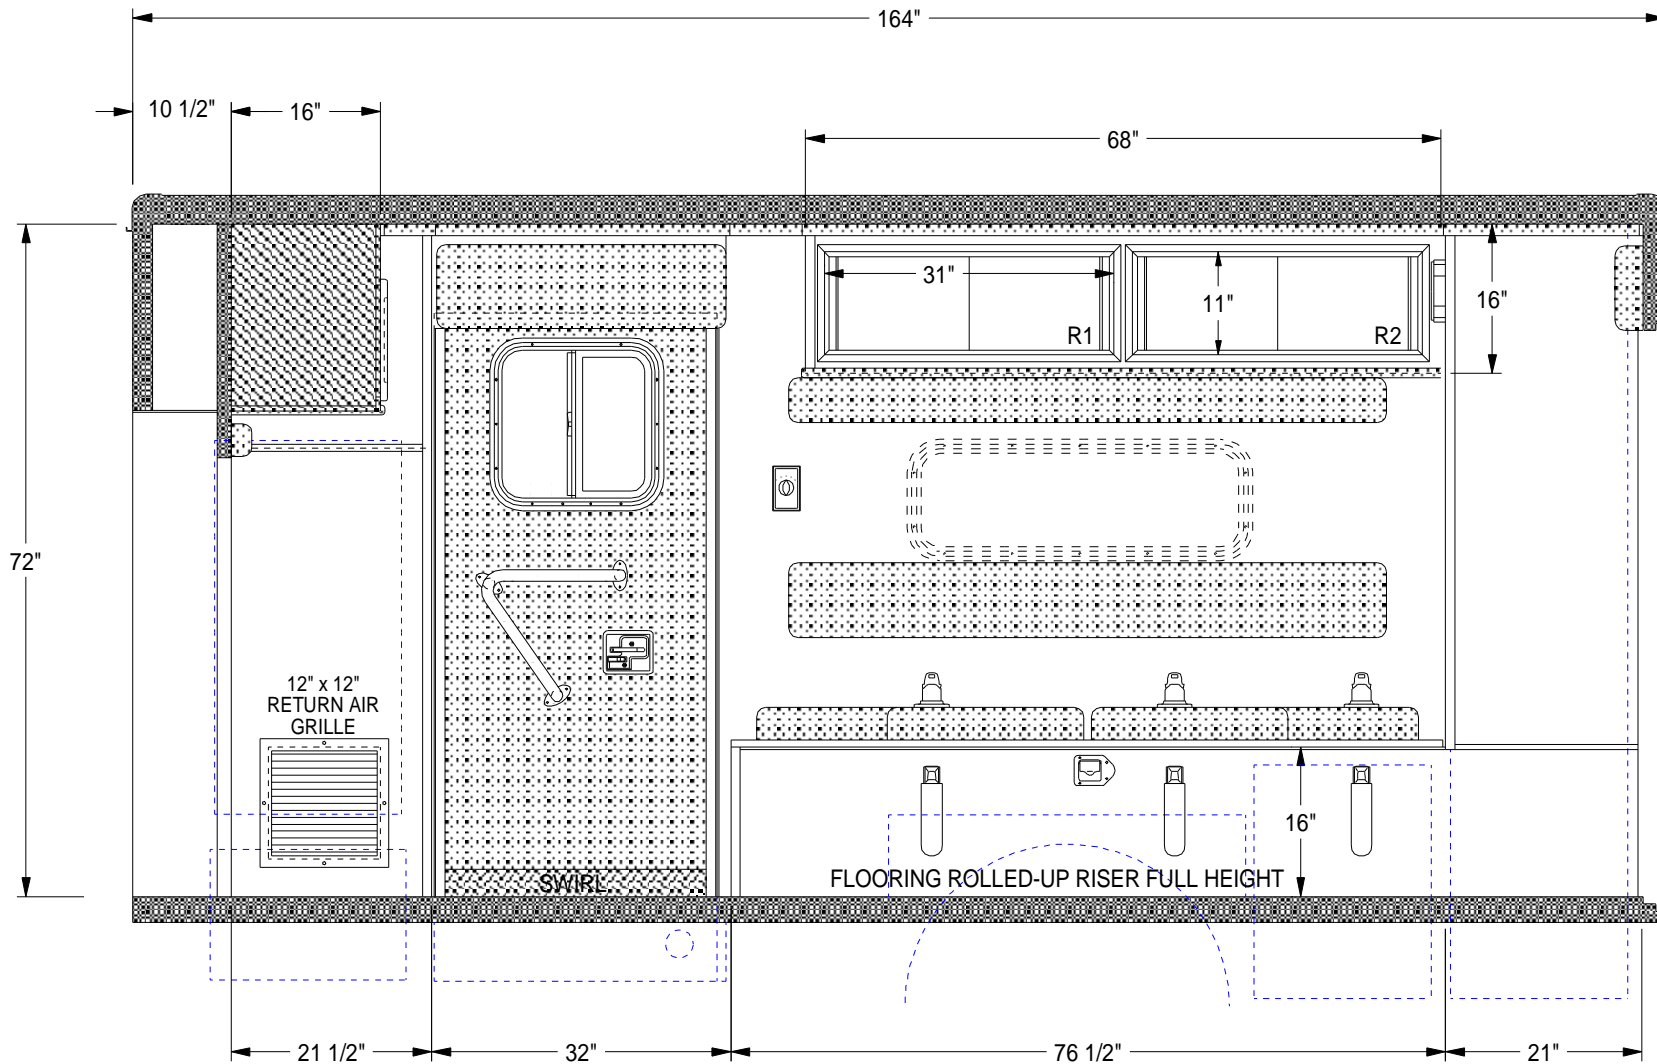 164"
10 1/2"
16"
68"
31"
11"
16"
R1
R2
72"
12" x 12"
RETURN AIR
GRILLE
16"
SWIRL
FLOORING ROLLED-UP RISER FULL HEIGHT
21 1/2"
32"
76 1/2"
21"